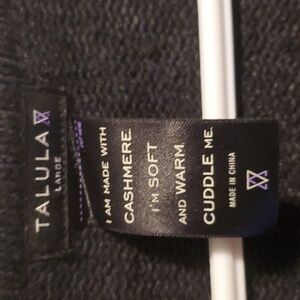 TALULA
LARGE
I AM MADE WITH
CASHMERE.
I'M SOFT
AND WARM.
CUDDLE ME.
MADE IN CHINA